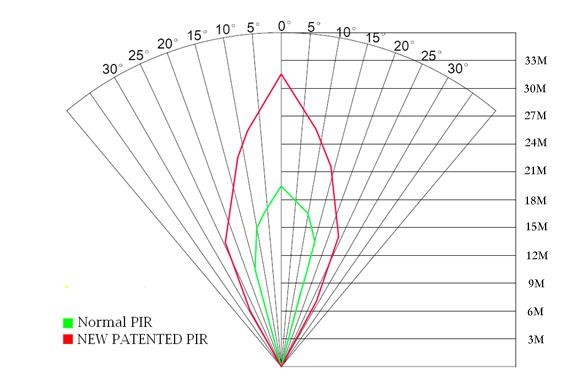 30° 25° 20° 15° 10° 5° 0° 5° 10° 15° 20° 25° 30°
33M
30M
27M
24M
21M
18M
15M
12M
9M
6M
3M
Normal PIR
NEW PATENTED PIR